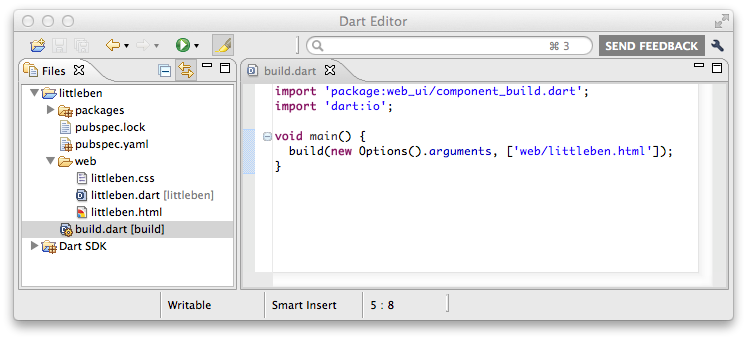 Dart Editor
⌘ 3
SEND FEEDBACK
Files
littleben
packages
pubspec.lock
pubspec.yaml
web
littleben.css
littleben.dart [littleben]
littleben.html
build.dart [build]
Dart SDK
build.dart
import 'package:web_ui/component_build.dart';
import 'dart:io';
void main() {
build(new Options().arguments, ['web/littleben.html']);
}
Writable
Smart Insert
5 : 8